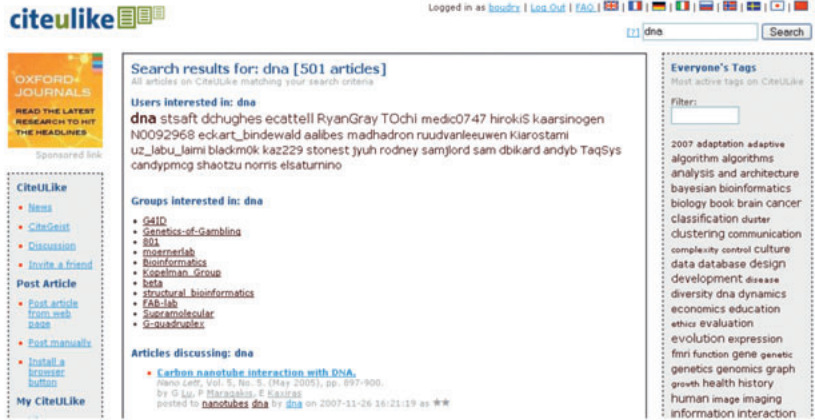 Logged in as boudry | Log Out | FAQ |
citeulike
[?] dna Search
OXFORD
JOURNALS
READ THE LATEST
RESEARCH TO HIT
THE HEADLINES
Sponsored link
CiteULike
News
CiteGeist
Discussion
Invite a friend
Post Article
Post article
from web
page
Post manually
Install a
browser
button
My CiteULike
Search results for: dna [501 articles]
All articles on CiteULike matching your search criteria
Users interested in: dna
dna stsaft dchughes ecattell RyanGray TOchi medic0747 hirokiS kaarsinogen
N0092968 eckart_bindewald aalibes madhadron ruudvanleeuwen Kiarostami
uz_labu_laimi blackm0k kaz229 stonest jyuh rodney samjlord sam dbikard andyb TaqSys
candypmcg shaotzu norris elsaturnino
Groups interested in: dna
G4ID
Genetics-of-Gambling
801
moernerlab
Bioinformatics
Kopelman_Group
beta
structural_bioinformatics
FAB-lab
Supramolecular
G-quadruplex
Articles discussing: dna
Carbon nanotube interaction with DNA.
Nano Lett, Vol. 5, No. 5. (May 2005), pp. 897-900.
by G Lu, P Maragakis, E Kaxiras
posted to nanotubes dna by dna on 2007-11-26 16:21:19 as ★★
Everyone's Tags
Most active tags on CiteULike
Filter:
2007 adaptation adaptive
algorithm algorithms
analysis and architecture
bayesian bioinformatics
biology book brain cancer
classification cluster
clustering communication
complexity control culture
data database design
development disease
diversity dna dynamics
economics education
ethics evaluation
evolution expression
fmri function gene genetic
genetics genomics graph
growth health history
human image imaging
information interaction